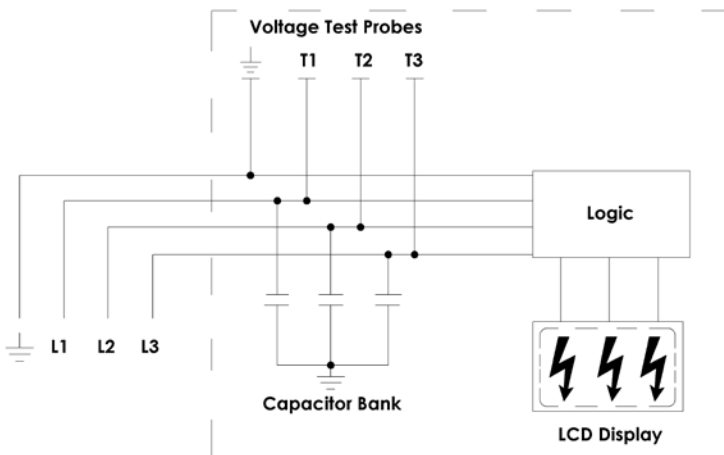 Voltage Test Probes
T1 T2 T3
Logic
L1 L2 L3
Capacitor Bank
LCD Display